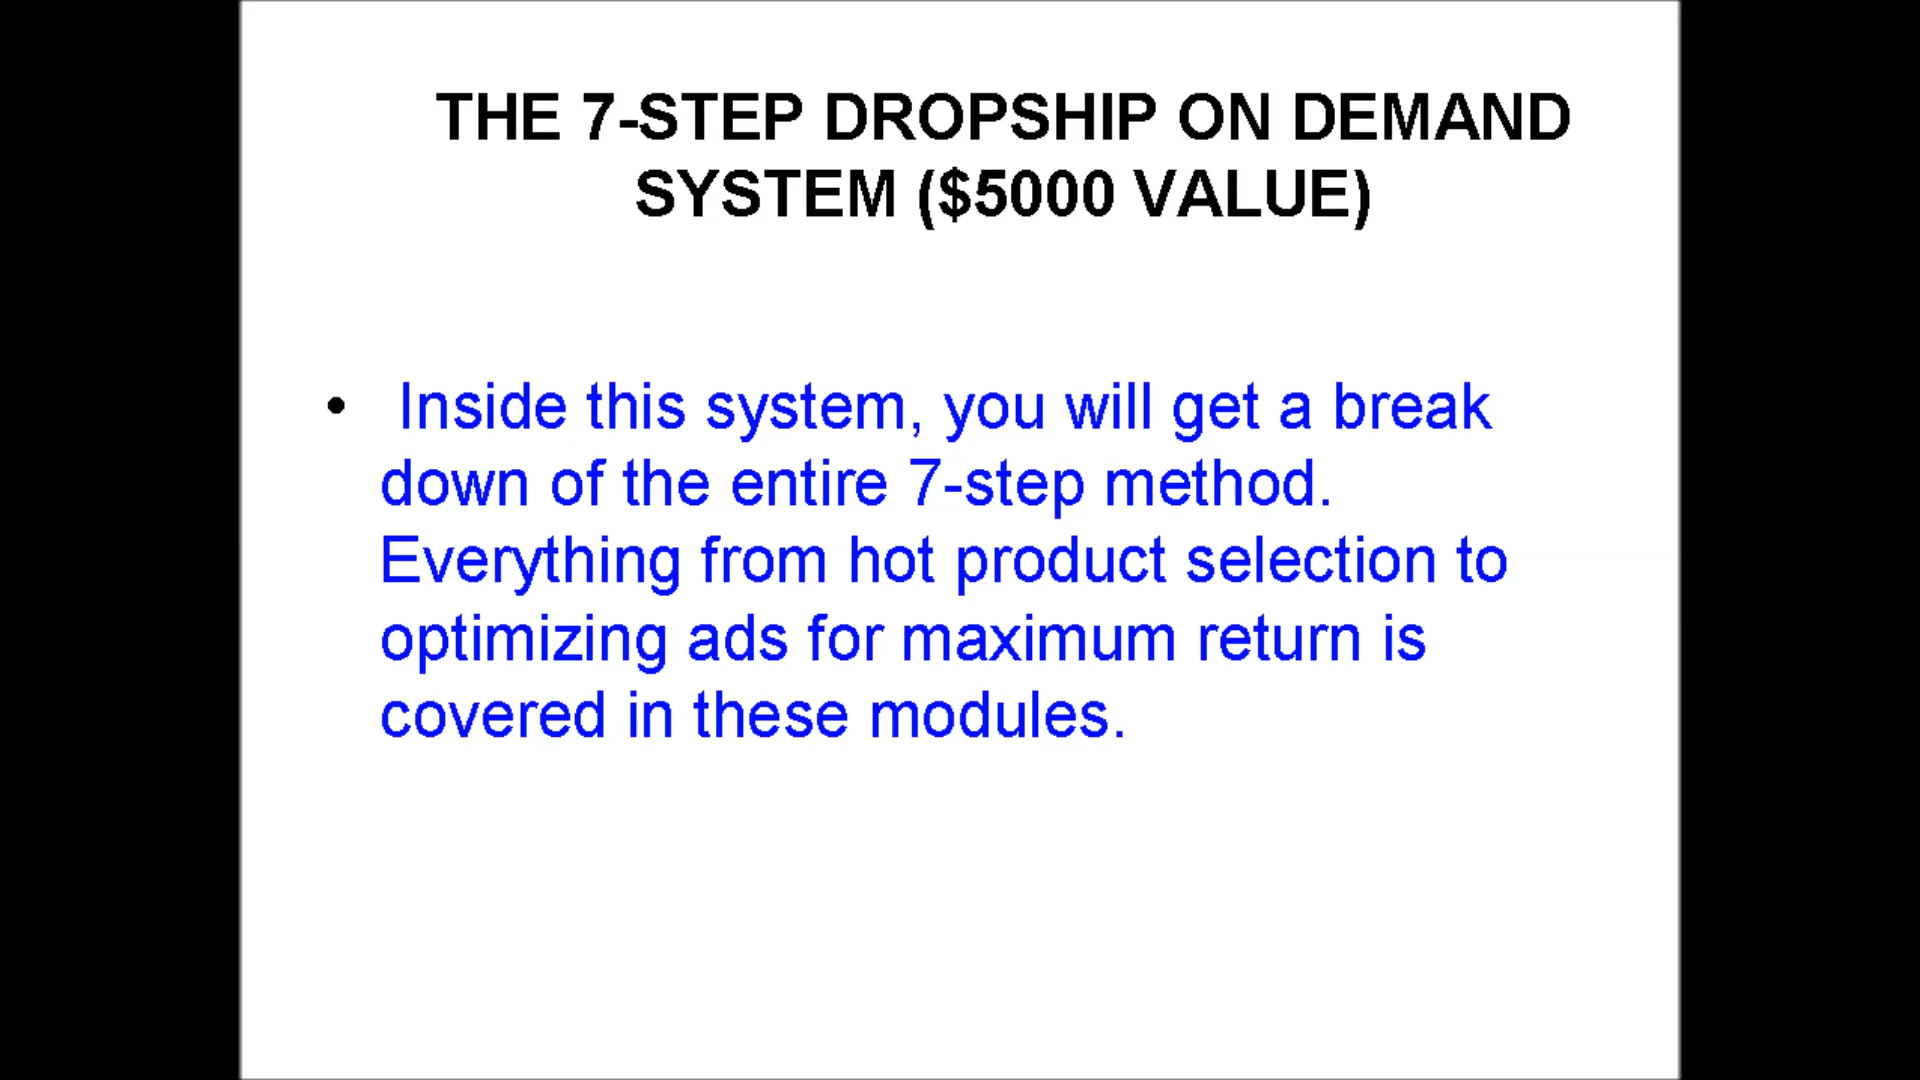 THE 7-STEP DROPSHIP ON DEMAND
SYSTEM ($5000 VALUE)
• Inside this system, you will get a break
down of the entire 7-step method.
Everything from hot product selection to
optimizing ads for maximum return is
covered in these modules.